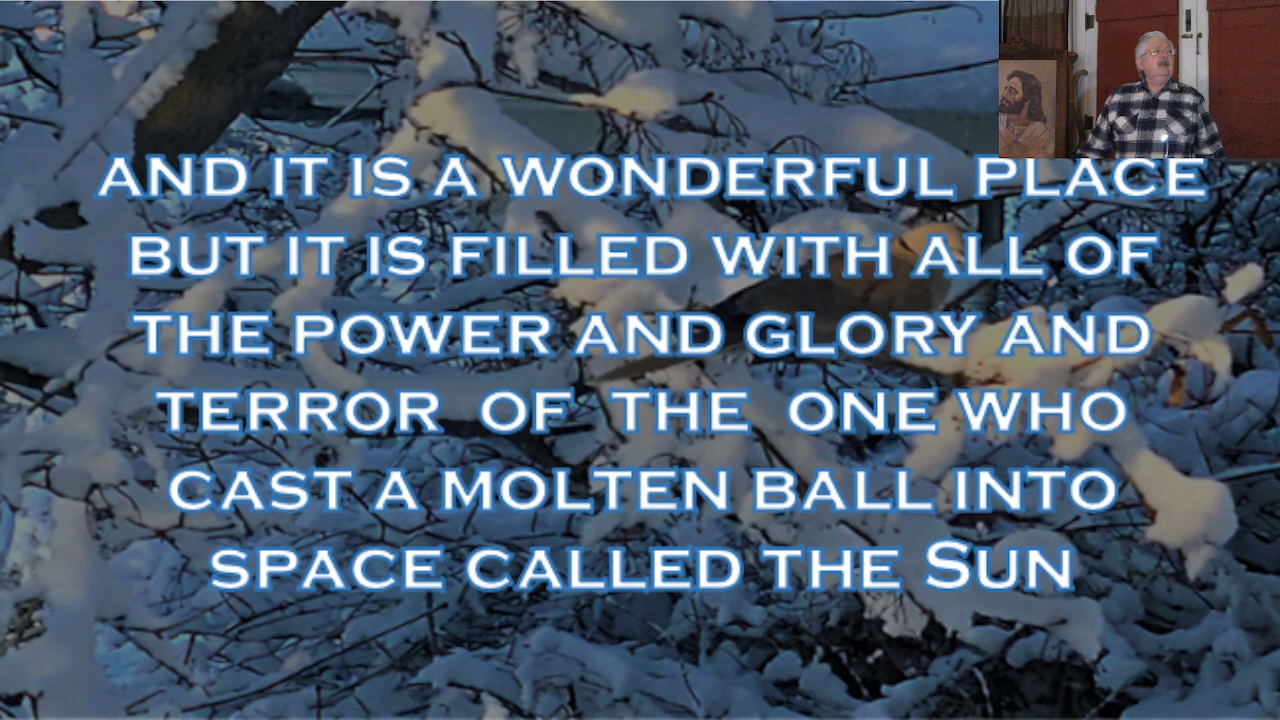 AND IT IS A WONDERFUL PLACE
BUT IT IS FILLED WITH ALL OF
THE POWER AND GLORY AND
TERROR OF THE ONE WHO
CAST A MOLTEN BALL INTO
SPACE CALLED THE SUN